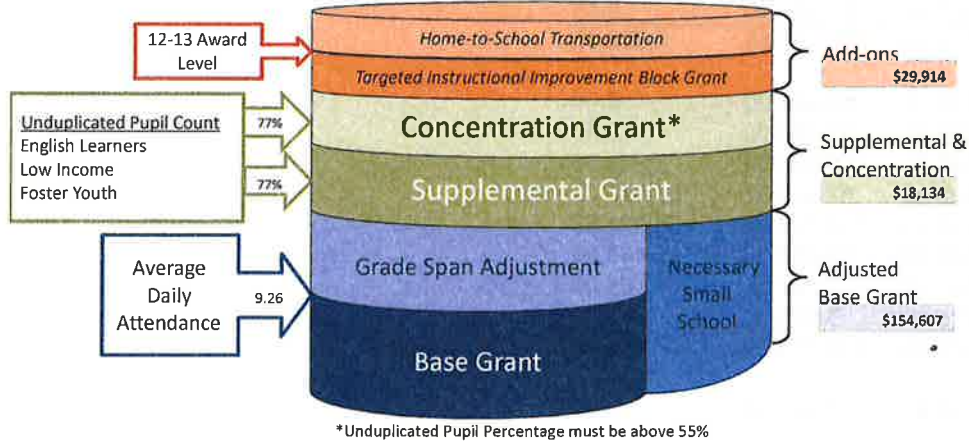 12-13 Award
Level
Home-to-School Transportation
Targeted Instructional Improvement Block Grant
Add-ons
$29,914
Unduplicated Pupil Count
English Learners
Low Income
Foster Youth
77%
77%
Concentration Grant*
Supplemental Grant
Supplemental &
Concentration
$18,134
Average
Daily
Attendance
9.26
Grade Span Adjustment
Base Grant
Necessary
Small
School
Adjusted
Base Grant
$154,607
*Unduplicated Pupil Percentage must be above 55%